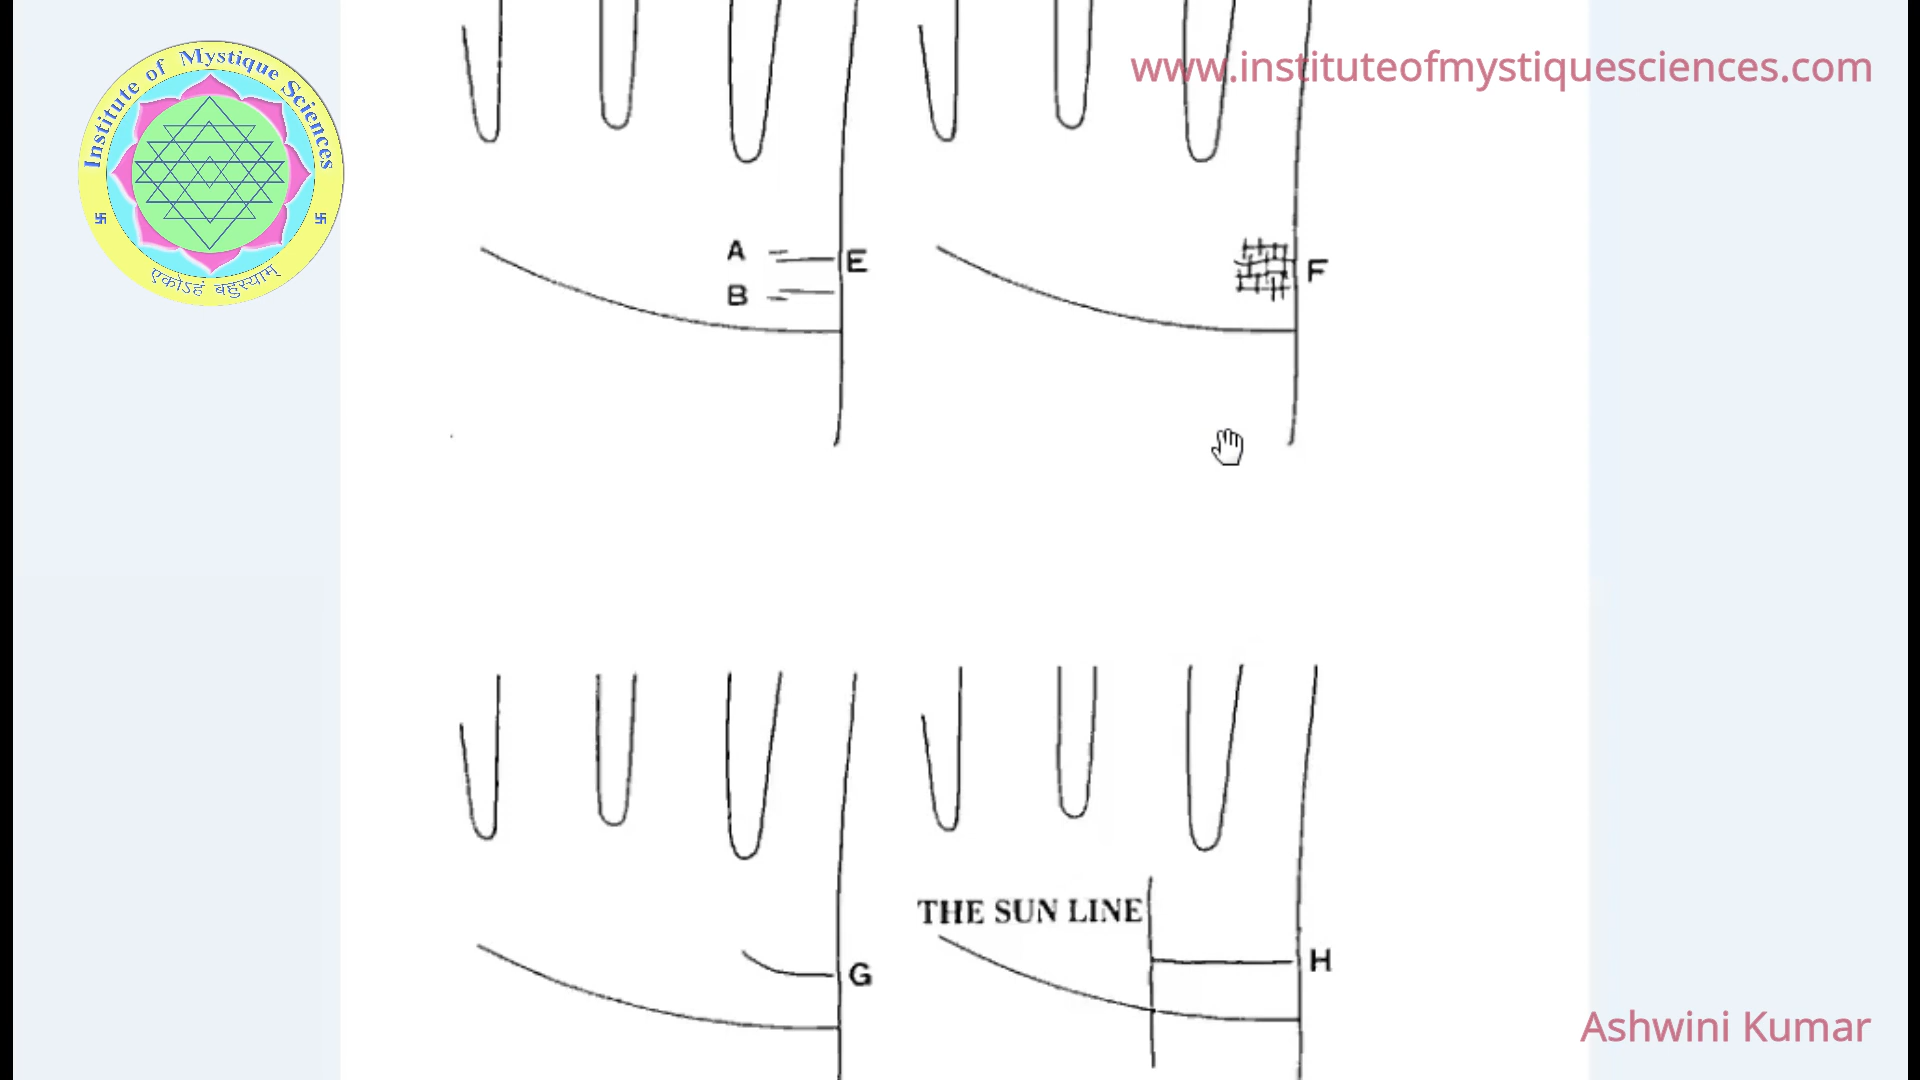 Institute of Mystique Sciences
एकोऽहं बहुस्याम्
www.instituteofmystiquesciences.com
A
E
B
F
G
THE SUN LINE
H
Ashwini Kumar